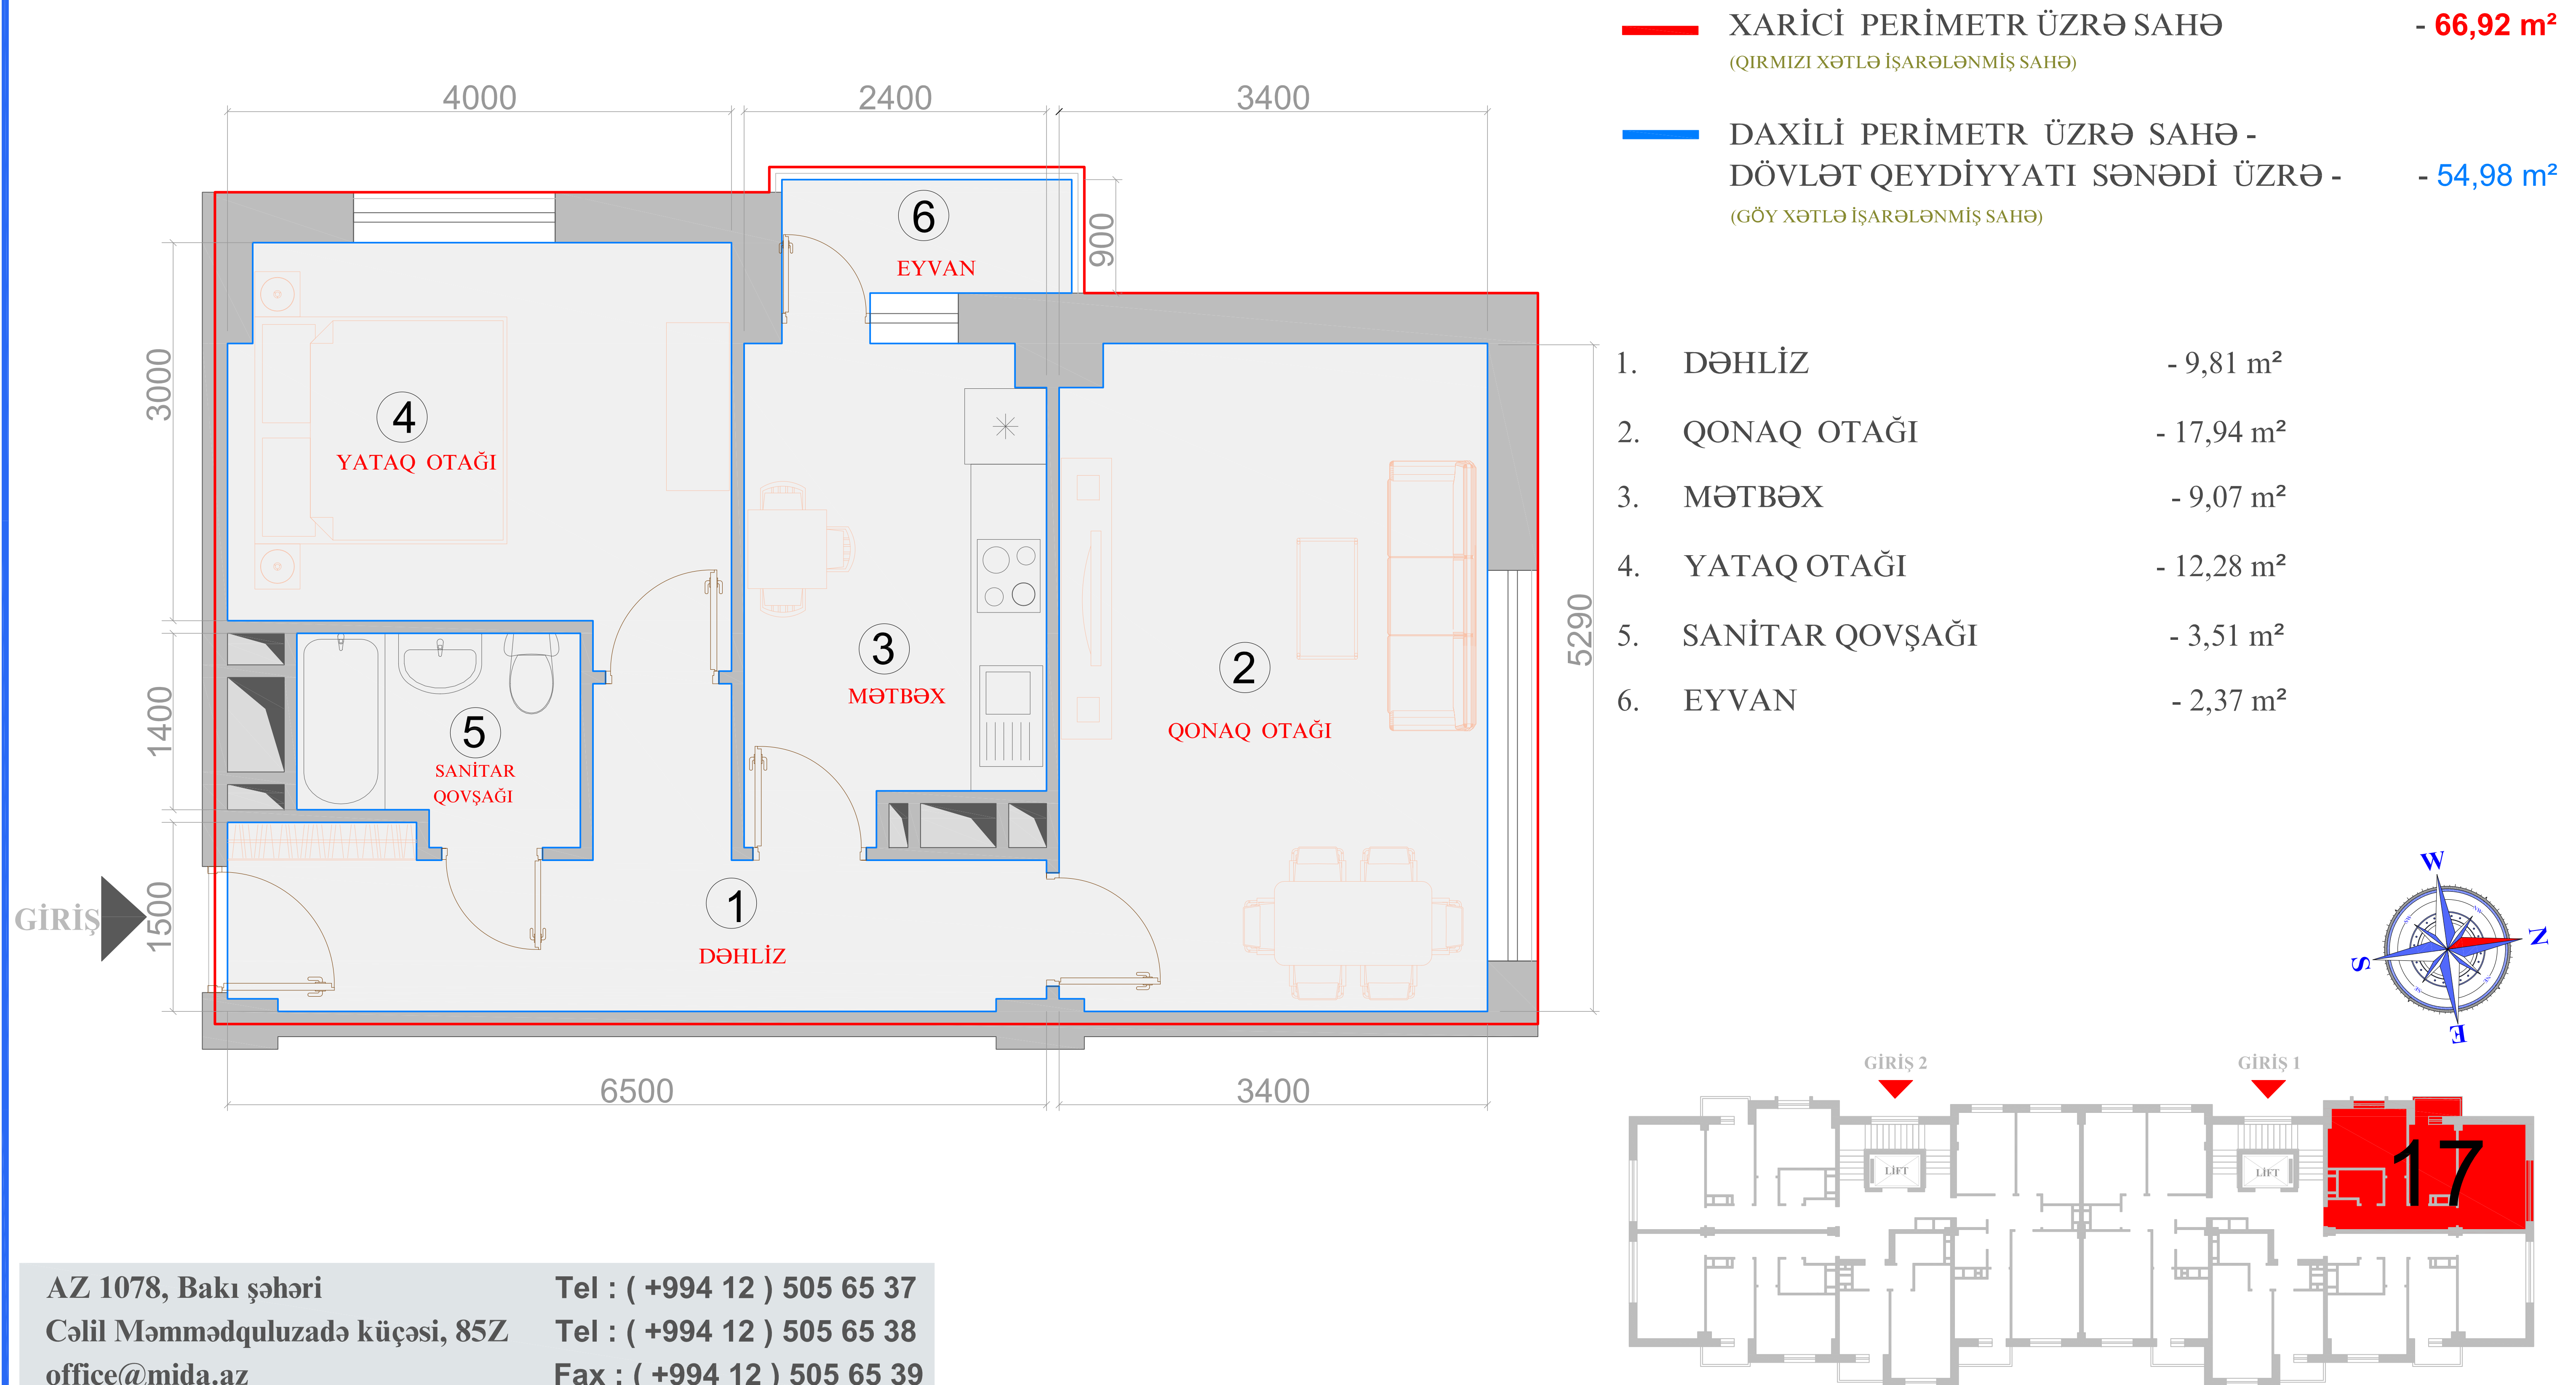 XARİCİ PERİMETR ÜZRƏ SAHƏ - 66,92 m²
(QIRMIZI XƏTLƏ İŞARƏLƏNMİŞ SAHƏ)
DAXİLİ PERİMETR ÜZRƏ SAHƏ -
DÖVLƏT QEYDİYYATI SƏNƏDİ ÜZRƏ - - 54,98 m²
(GÖY XƏTLƏ İŞARƏLƏNMİŞ SAHƏ)
4000
2400
3400
6
EYVAN
900
3000
4
YATAQ OTAĞI
1400
5
SANİTAR
QOVŞAĞI
3
MƏTBƏX
2
QONAQ OTAĞI
5290
GİRİŞ
1500
1
DƏHLİZ
6500
3400
1. DƏHLİZ - 9,81 m²
2. QONAQ OTAĞI - 17,94 m²
3. MƏTBƏX - 9,07 m²
4. YATAQ OTAĞI - 12,28 m²
5. SANİTAR QOVŞAĞI - 3,51 m²
6. EYVAN - 2,37 m²
W
N
S
E
GİRİŞ 2
GİRİŞ 1
LİFT
LİFT
17
AZ 1078, Bakı şəhəri
Cəlil Məmmədquluzadə küçəsi, 85Z
office@mida.az
Tel : ( +994 12 ) 505 65 37
Tel : ( +994 12 ) 505 65 38
Fax : ( +994 12 ) 505 65 39